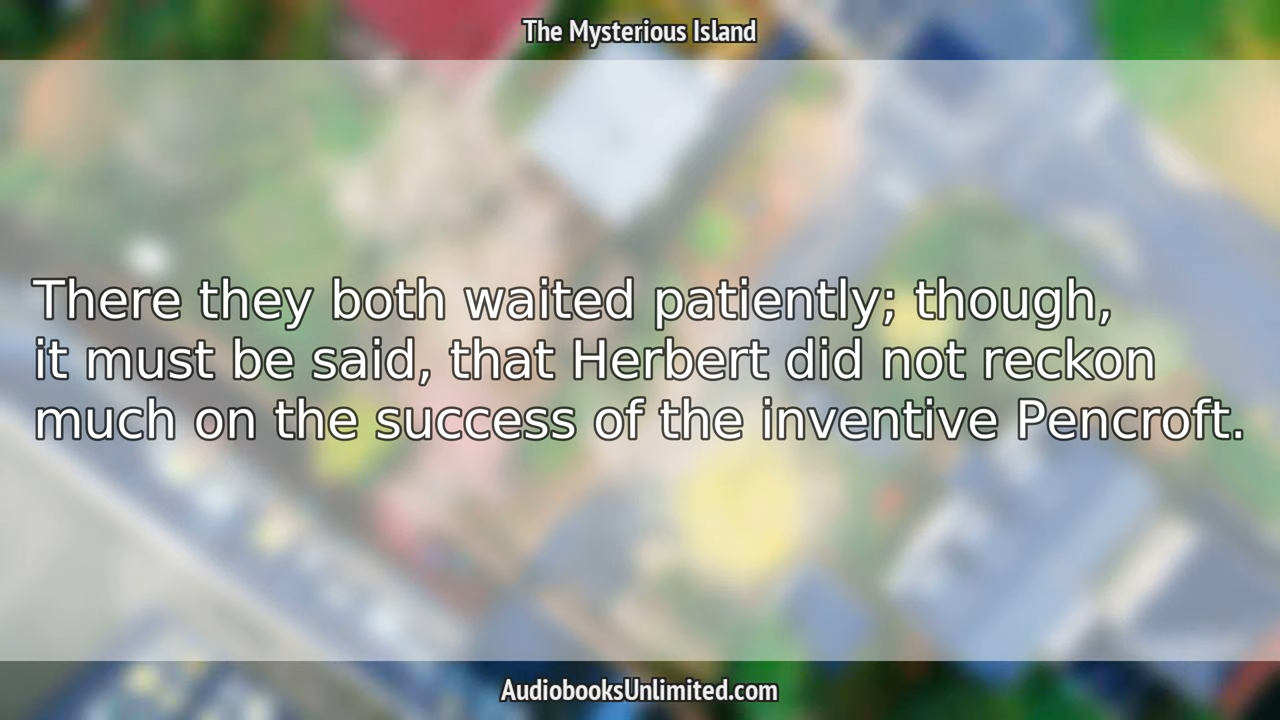 The Mysterious Island
There they both waited patiently; though,
it must be said, that Herbert did not reckon
much on the success of the inventive Pencroft.
AudiobooksUnlimited.com